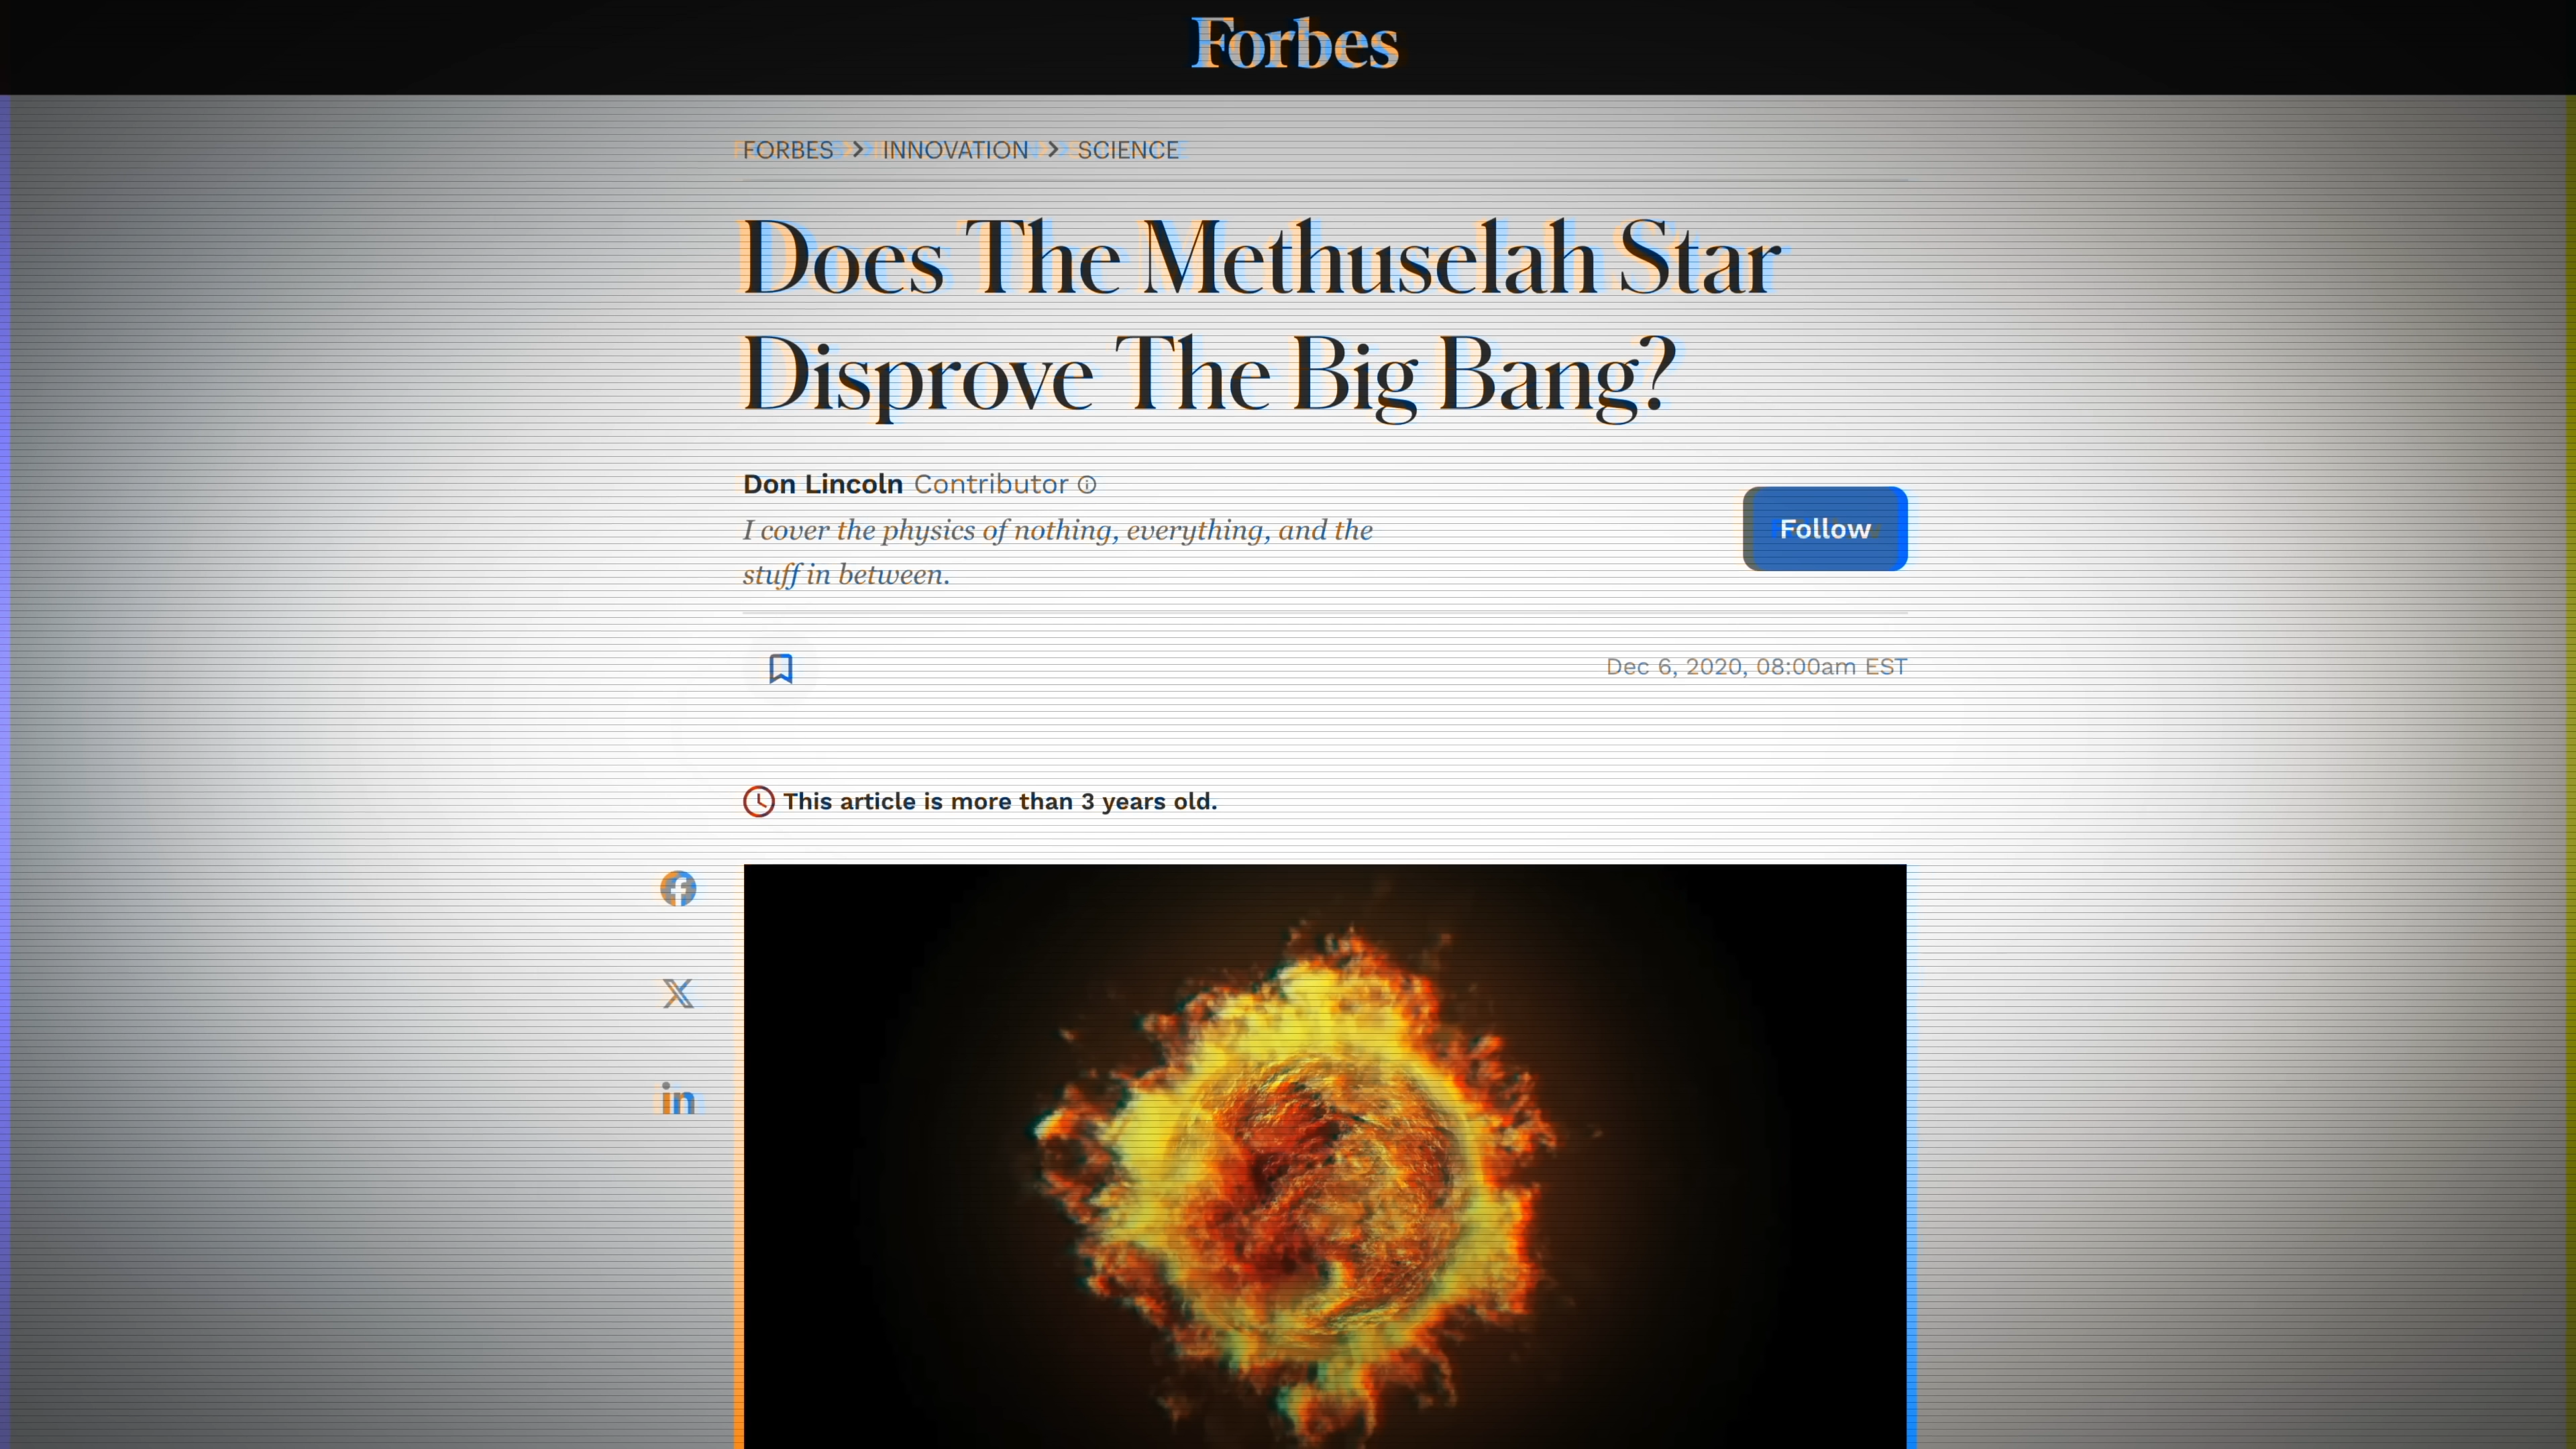 Forbes
FORBES > INNOVATION > SCIENCE
Does The Methuselah Star
Disprove The Big Bang?
Don Lincoln Contributor
I cover the physics of nothing, everything, and the
stuff in between.
Follow
Dec 6, 2020, 08:00am EST
This article is more than 3 years old.